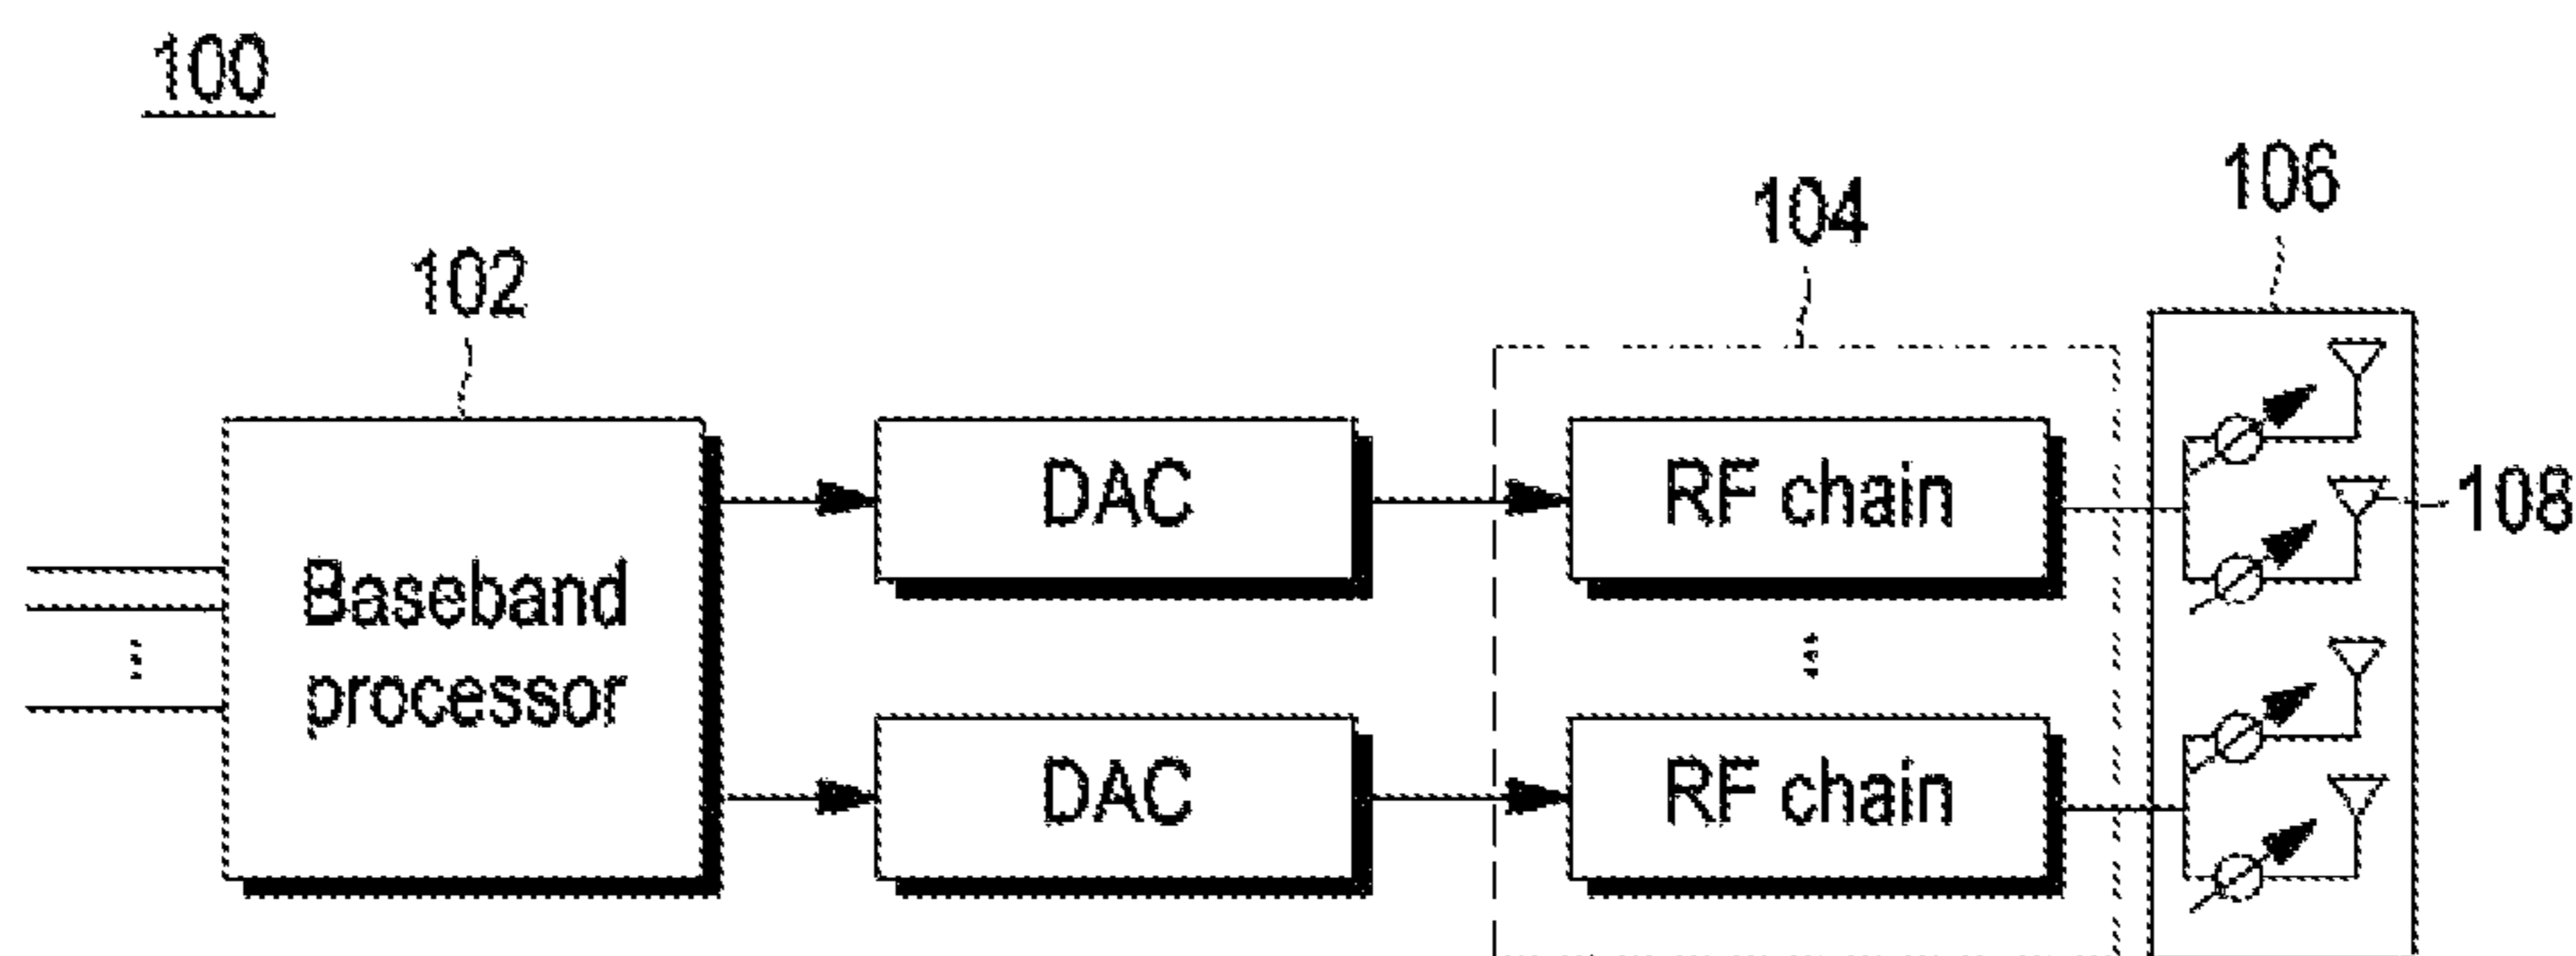 100
106
104
102
DAC
RF chain
108
Baseband
processor
DAC
RF chain